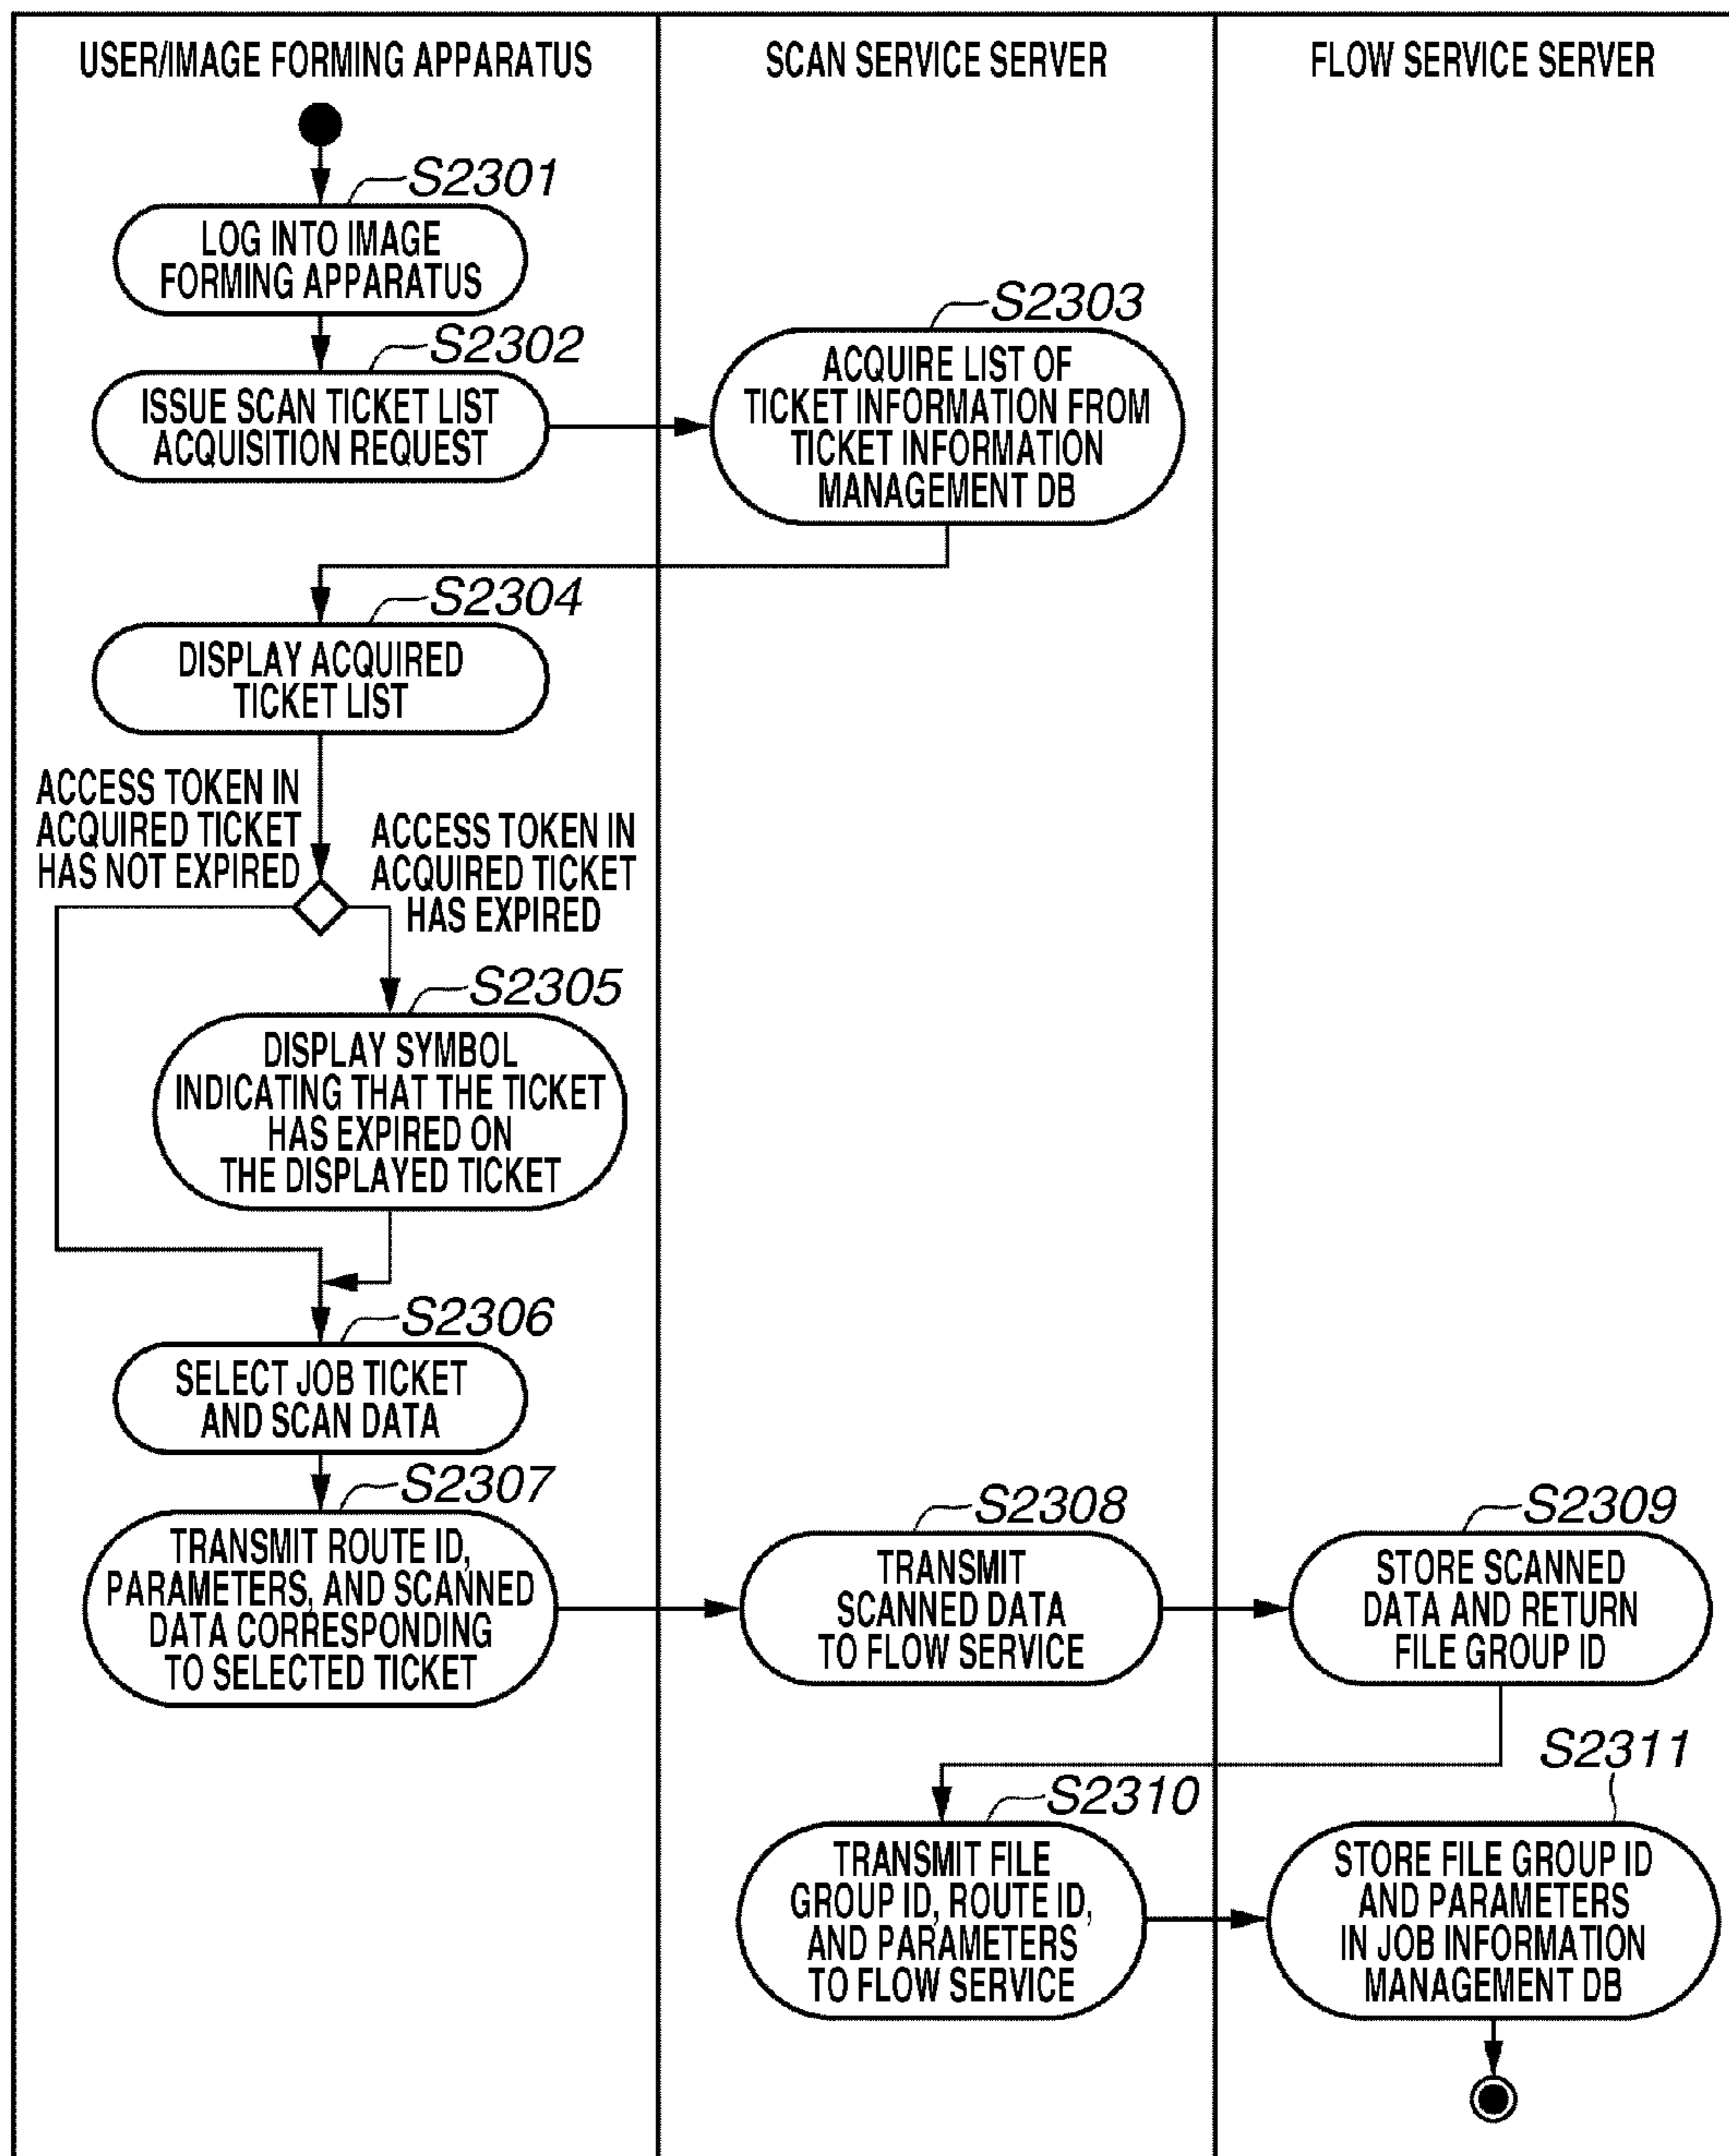 USER/IMAGE FORMING APPARATUS
SCAN SERVICE SERVER
FLOW SERVICE SERVER
S2301
LOG INTO IMAGE
FORMING APPARATUS
S2302
ISSUE SCAN TICKET LIST
ACQUISITION REQUEST
S2303
ACQUIRE LIST OF
TICKET INFORMATION FROM
TICKET INFORMATION
MANAGEMENT DB
S2304
DISPLAY ACQUIRED
TICKET LIST
ACCESS TOKEN IN
ACQUIRED TICKET
HAS NOT EXPIRED
ACCESS TOKEN IN
ACQUIRED TICKET
HAS EXPIRED
S2305
DISPLAY SYMBOL
INDICATING THAT THE TICKET
HAS EXPIRED ON
THE DISPLAYED TICKET
S2306
SELECT JOB TICKET
AND SCAN DATA
S2307
TRANSMIT ROUTE ID,
PARAMETERS, AND SCANNED
DATA CORRESPONDING
TO SELECTED TICKET
S2308
TRANSMIT
SCANNED DATA
TO FLOW SERVICE
S2309
STORE SCANNED
DATA AND RETURN
FILE GROUP ID
S2310
TRANSMIT FILE
GROUP ID, ROUTE ID,
AND PARAMETERS
TO FLOW SERVICE
S2311
STORE FILE GROUP ID
AND PARAMETERS
IN JOB INFORMATION
MANAGEMENT DB